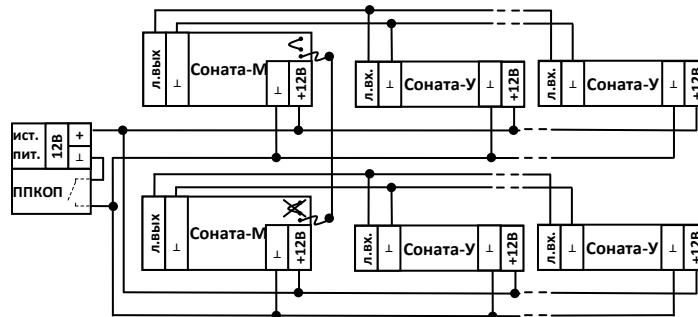 л.вых
⊥
Соната-М
⊥
+12В
л.вх.
⊥
Соната-У
⊥
+12В
л.вх.
⊥
Соната-У
⊥
+12В
ист.
пит.
12В
+
⊥
ППКОП
л.вых
⊥
Соната-М
⊥
+12В
л.вх.
⊥
Соната-У
⊥
+12В
л.вх.
⊥
Соната-У
⊥
+12В